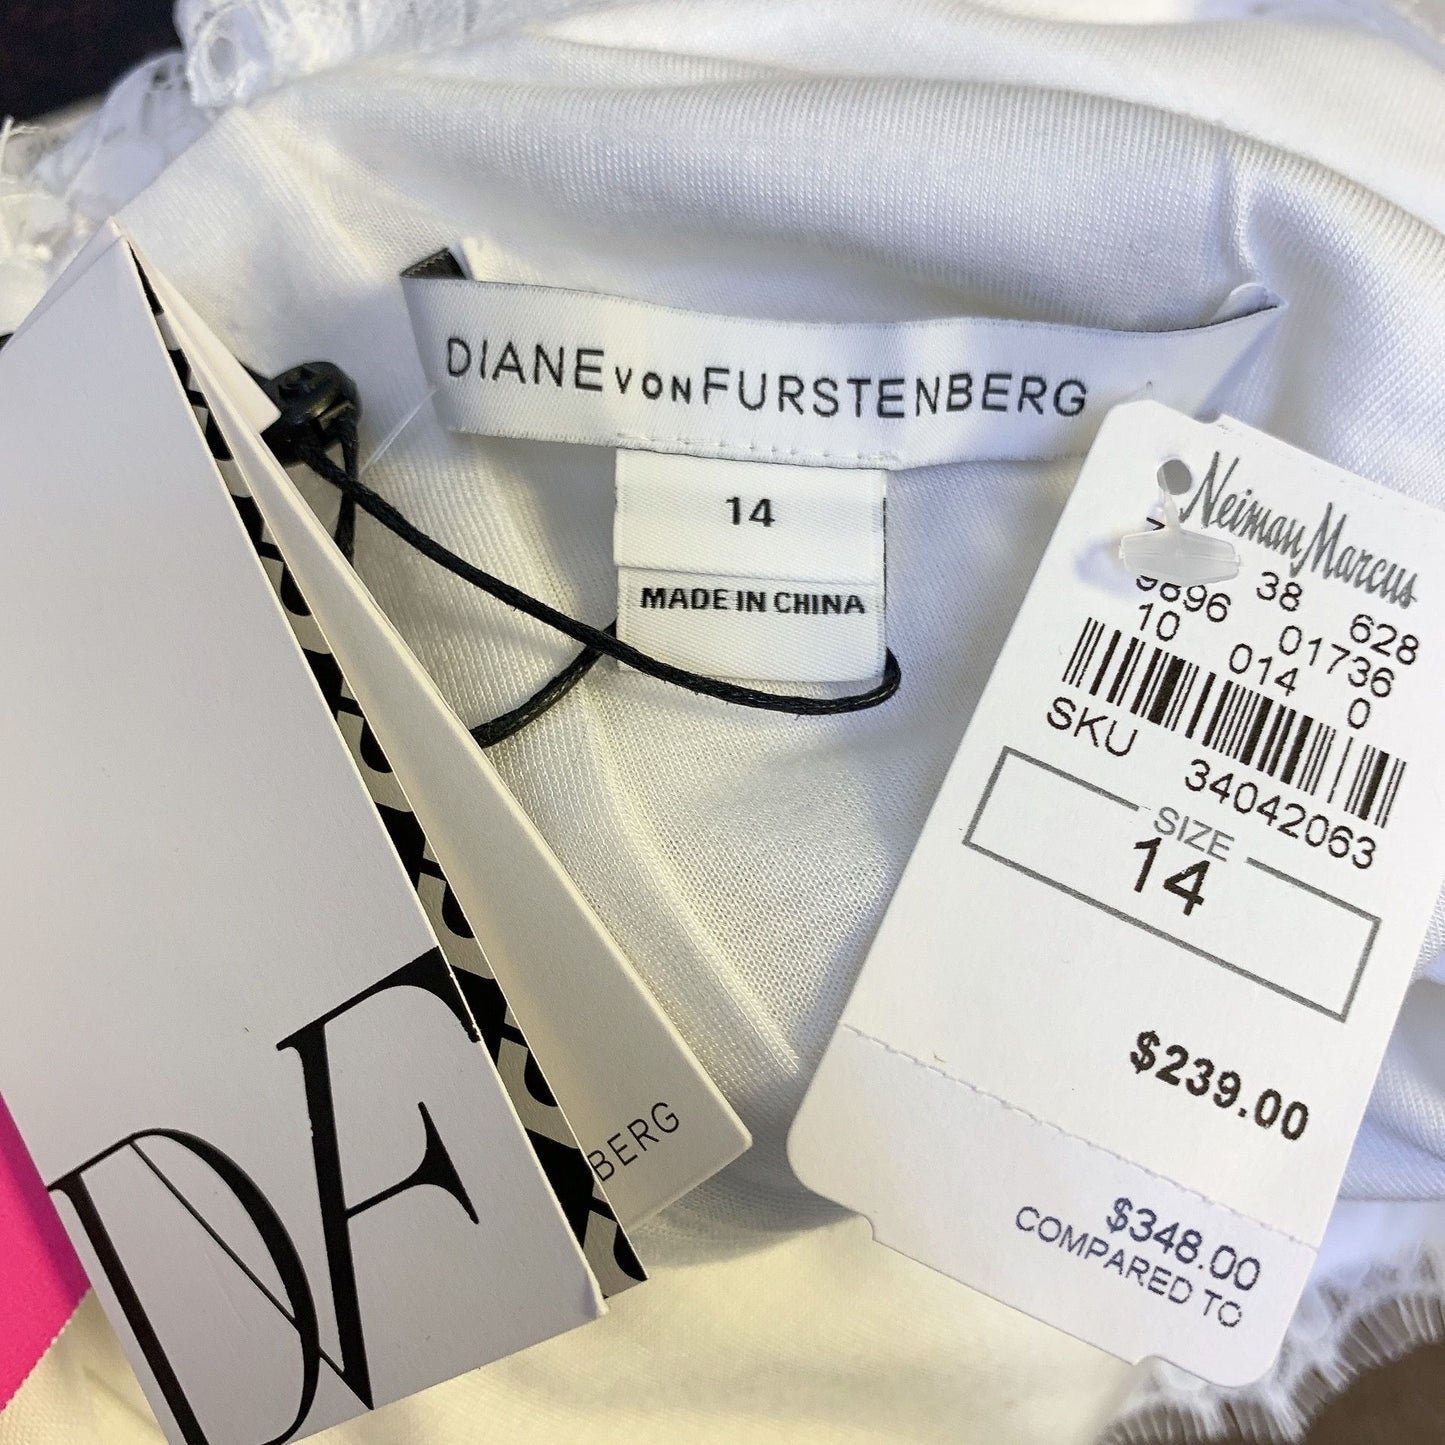 DIANE VON FURSTENBERG
14
MADE IN CHINA
Neiman Marcus
38 628
9896 01736
10 014 0
SKU 34042063
SIZE
14
$239.00
$348.00
COMPARED TO
BERG
DVF